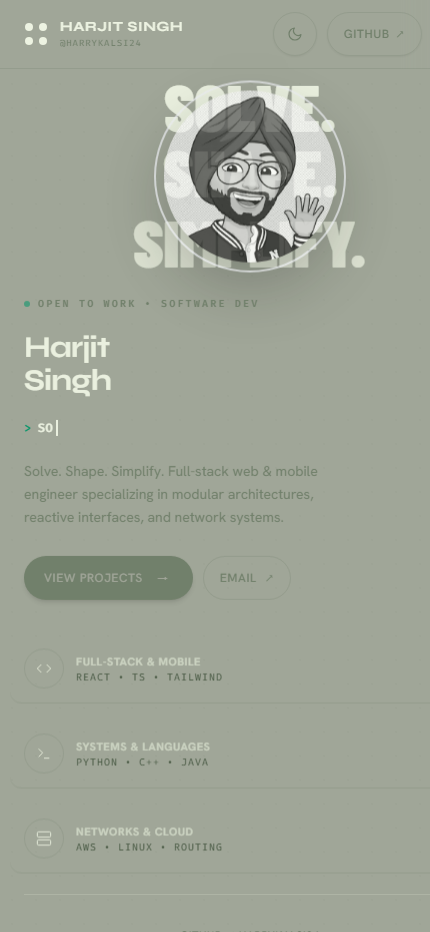 HARJIT SINGH
@HARRYKALSI24
GITHUB ↗
SOLVE.
SIMPLIFY.
OPEN TO WORK • SOFTWARE DEV
Harjit
Singh
> SO
Solve. Shape. Simplify. Full-stack web & mobile
engineer specializing in modular architectures,
reactive interfaces, and network systems.
VIEW PROJECTS →
EMAIL ↗
FULL-STACK & MOBILE
REACT • TS • TAILWIND
SYSTEMS & LANGUAGES
PYTHON • C++ • JAVA
NETWORKS & CLOUD
AWS • LINUX • ROUTING